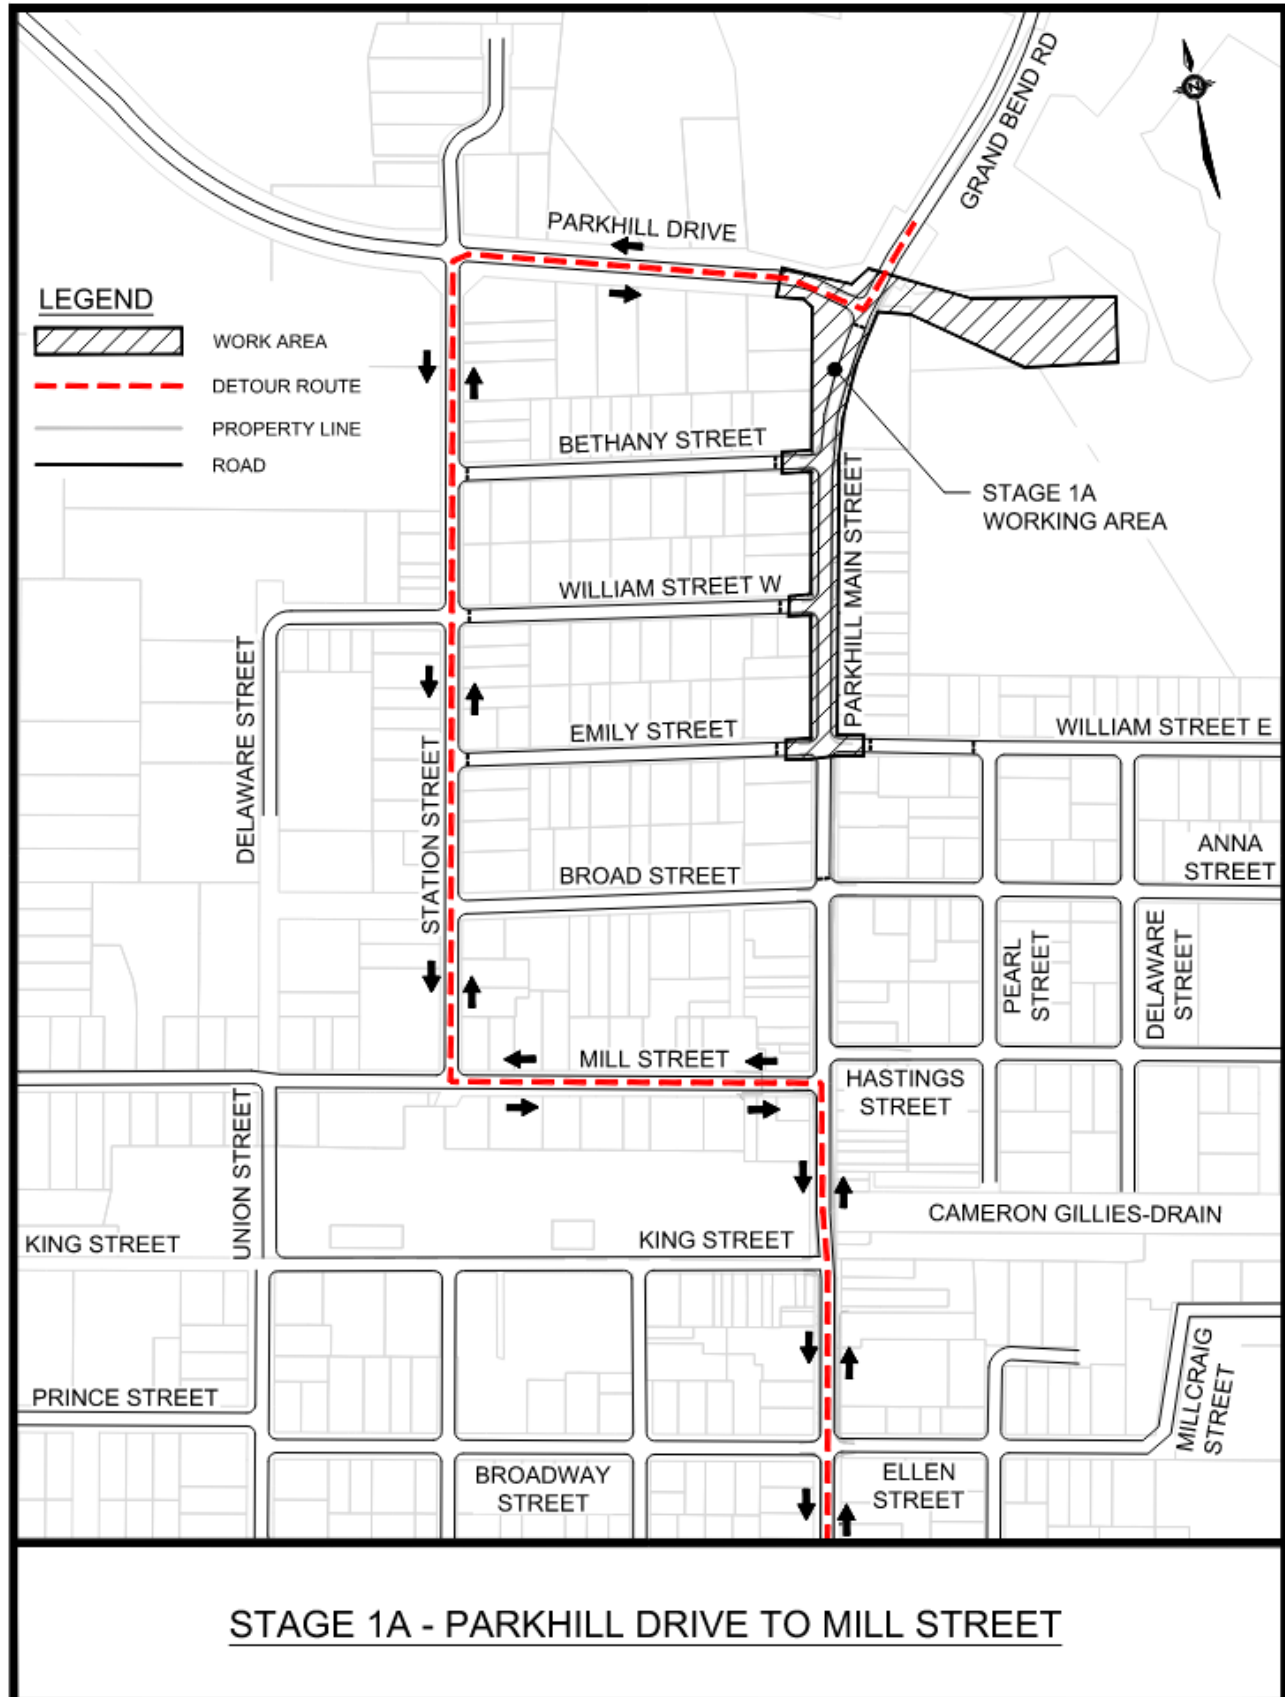 GRAND BEND RD
Z
PARKHILL DRIVE
LEGEND
WORK AREA
DETOUR ROUTE
PROPERTY LINE
ROAD
BETHANY STREET
STAGE 1A
WORKING AREA
PARKHILL MAIN STREET
WILLIAM STREET W
DELAWARE STREET
EMILY STREET
WILLIAM STREET E
STATION STREET
ANNA
STREET
BROAD STREET
PEARL
STREET
DELAWARE
STREET
MILL STREET
HASTINGS
STREET
UNION STREET
CAMERON GILLIES-DRAIN
KING STREET
KING STREET
MILLCRAIG
STREET
PRINCE STREET
BROADWAY
STREET
ELLEN
STREET
STAGE 1A - PARKHILL DRIVE TO MILL STREET